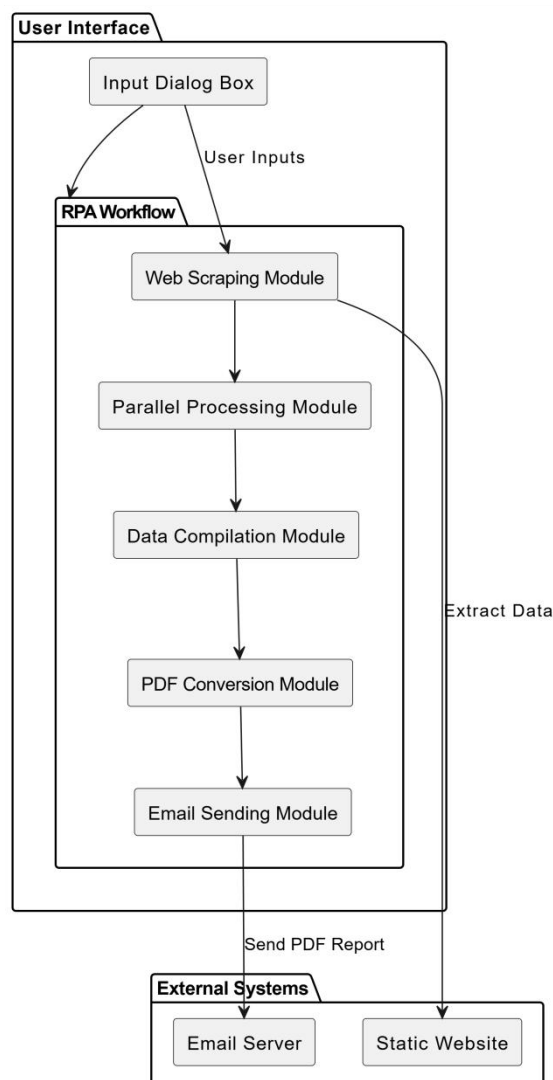 User Interface
Input Dialog Box
User Inputs
RPA Workflow
Web Scraping Module
Parallel Processing Module
Data Compilation Module
Extract Data
PDF Conversion Module
Email Sending Module
Send PDF Report
External Systems
Email Server
Static Website